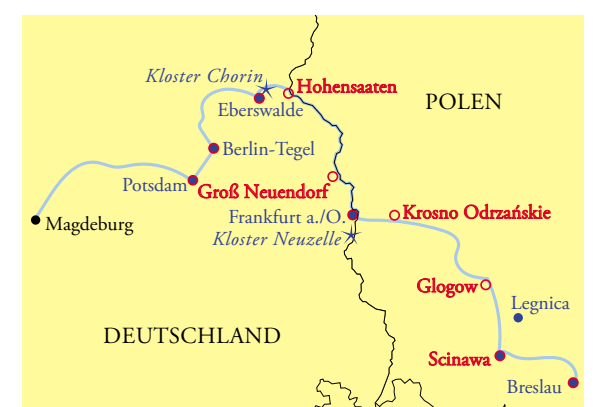 Kloster Chorin
Hohensaaten
POLEN
Eberswalde
Berlin-Tegel
Potsdam
Groß Neuendorf
Magdeburg
Frankfurt a./O.
Krosno Odrzańskie
Kloster Neuzelle
Glogow
Legnica
DEUTSCHLAND
Scinawa
Breslau